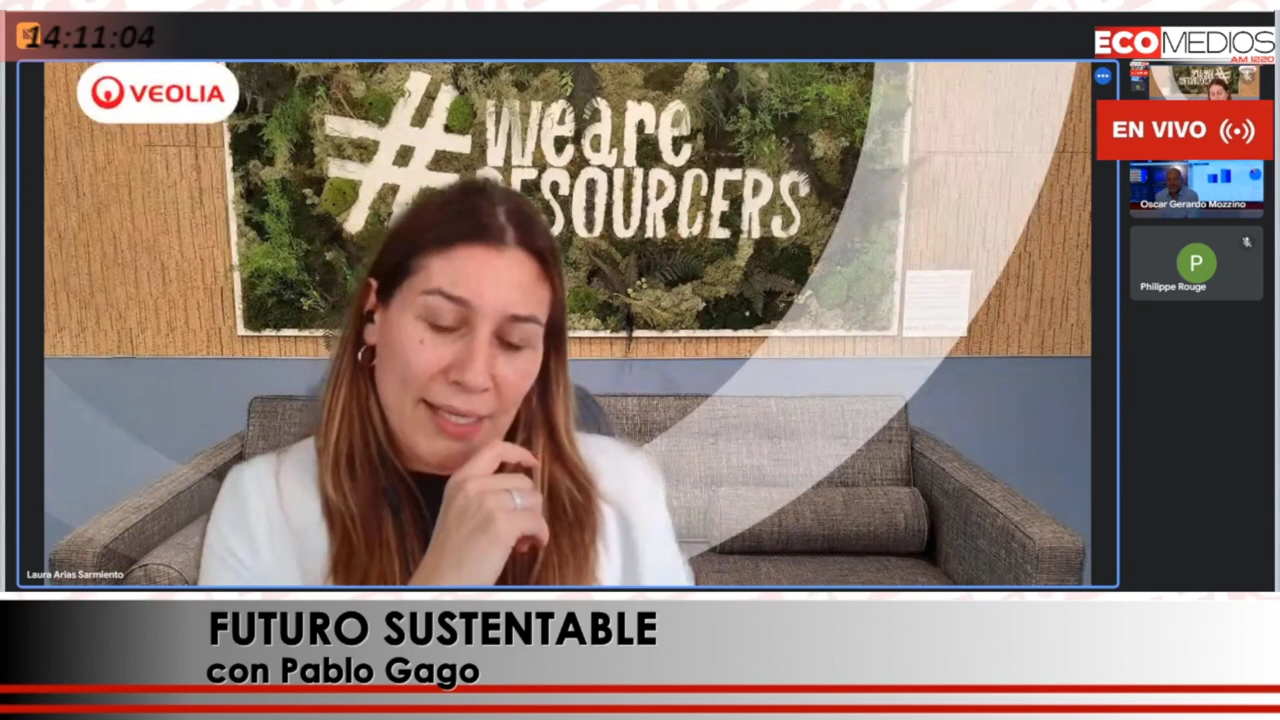 14:11:04
ECOMEDIOS
AM 1220
VEOLIA
#weare
RESOURCERS
EN VIVO
Oscar Gerardo Mozzino
P
Philippe Rouge
Laura Arias Sarmiento
FUTURO SUSTENTABLE
con Pablo Gago